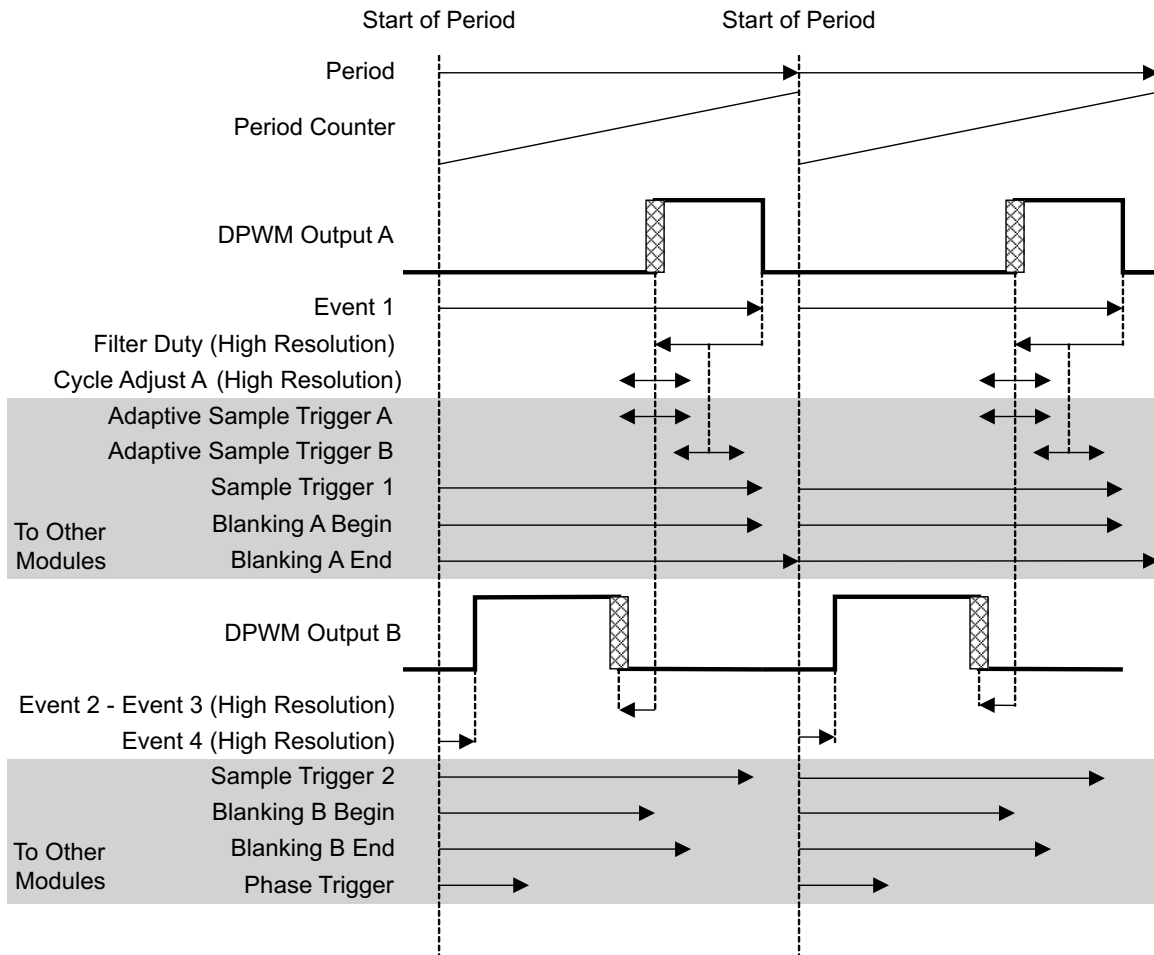 Start of Period Start of Period
Period
Period Counter
DPWM Output A
Event 1
Filter Duty (High Resolution)
Cycle Adjust A (High Resolution)
Adaptive Sample Trigger A
Adaptive Sample Trigger B
Sample Trigger 1
Blanking A Begin
Blanking A End
To Other
Modules
DPWM Output B
Event 2 - Event 3 (High Resolution)
Event 4 (High Resolution)
Sample Trigger 2
Blanking B Begin
Blanking B End
Phase Trigger
To Other
Modules